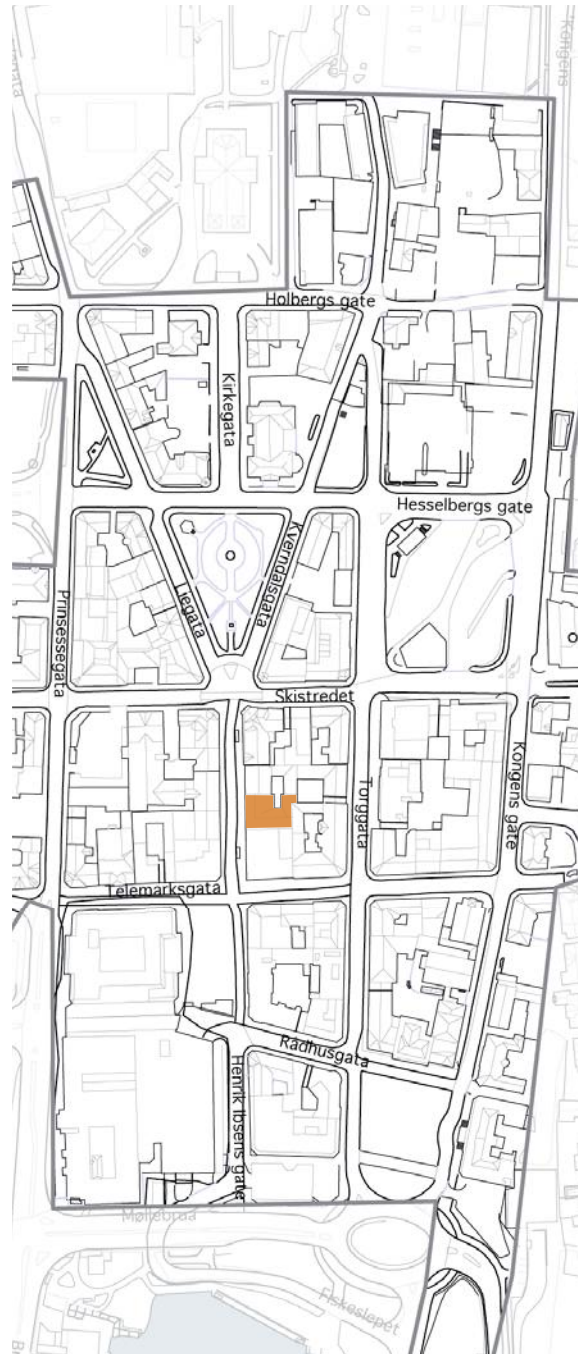 Kongens
Holbergs gate
Kirkegata
Hesselbergs gate
Kverndalsgata
Liegata
Prinsessegata
Skistredet
Torggata
Kongens gate
Telemarksgata
Rådhusgata
Henrik Ibsens gate
Møllebrua
Fiskeslepet